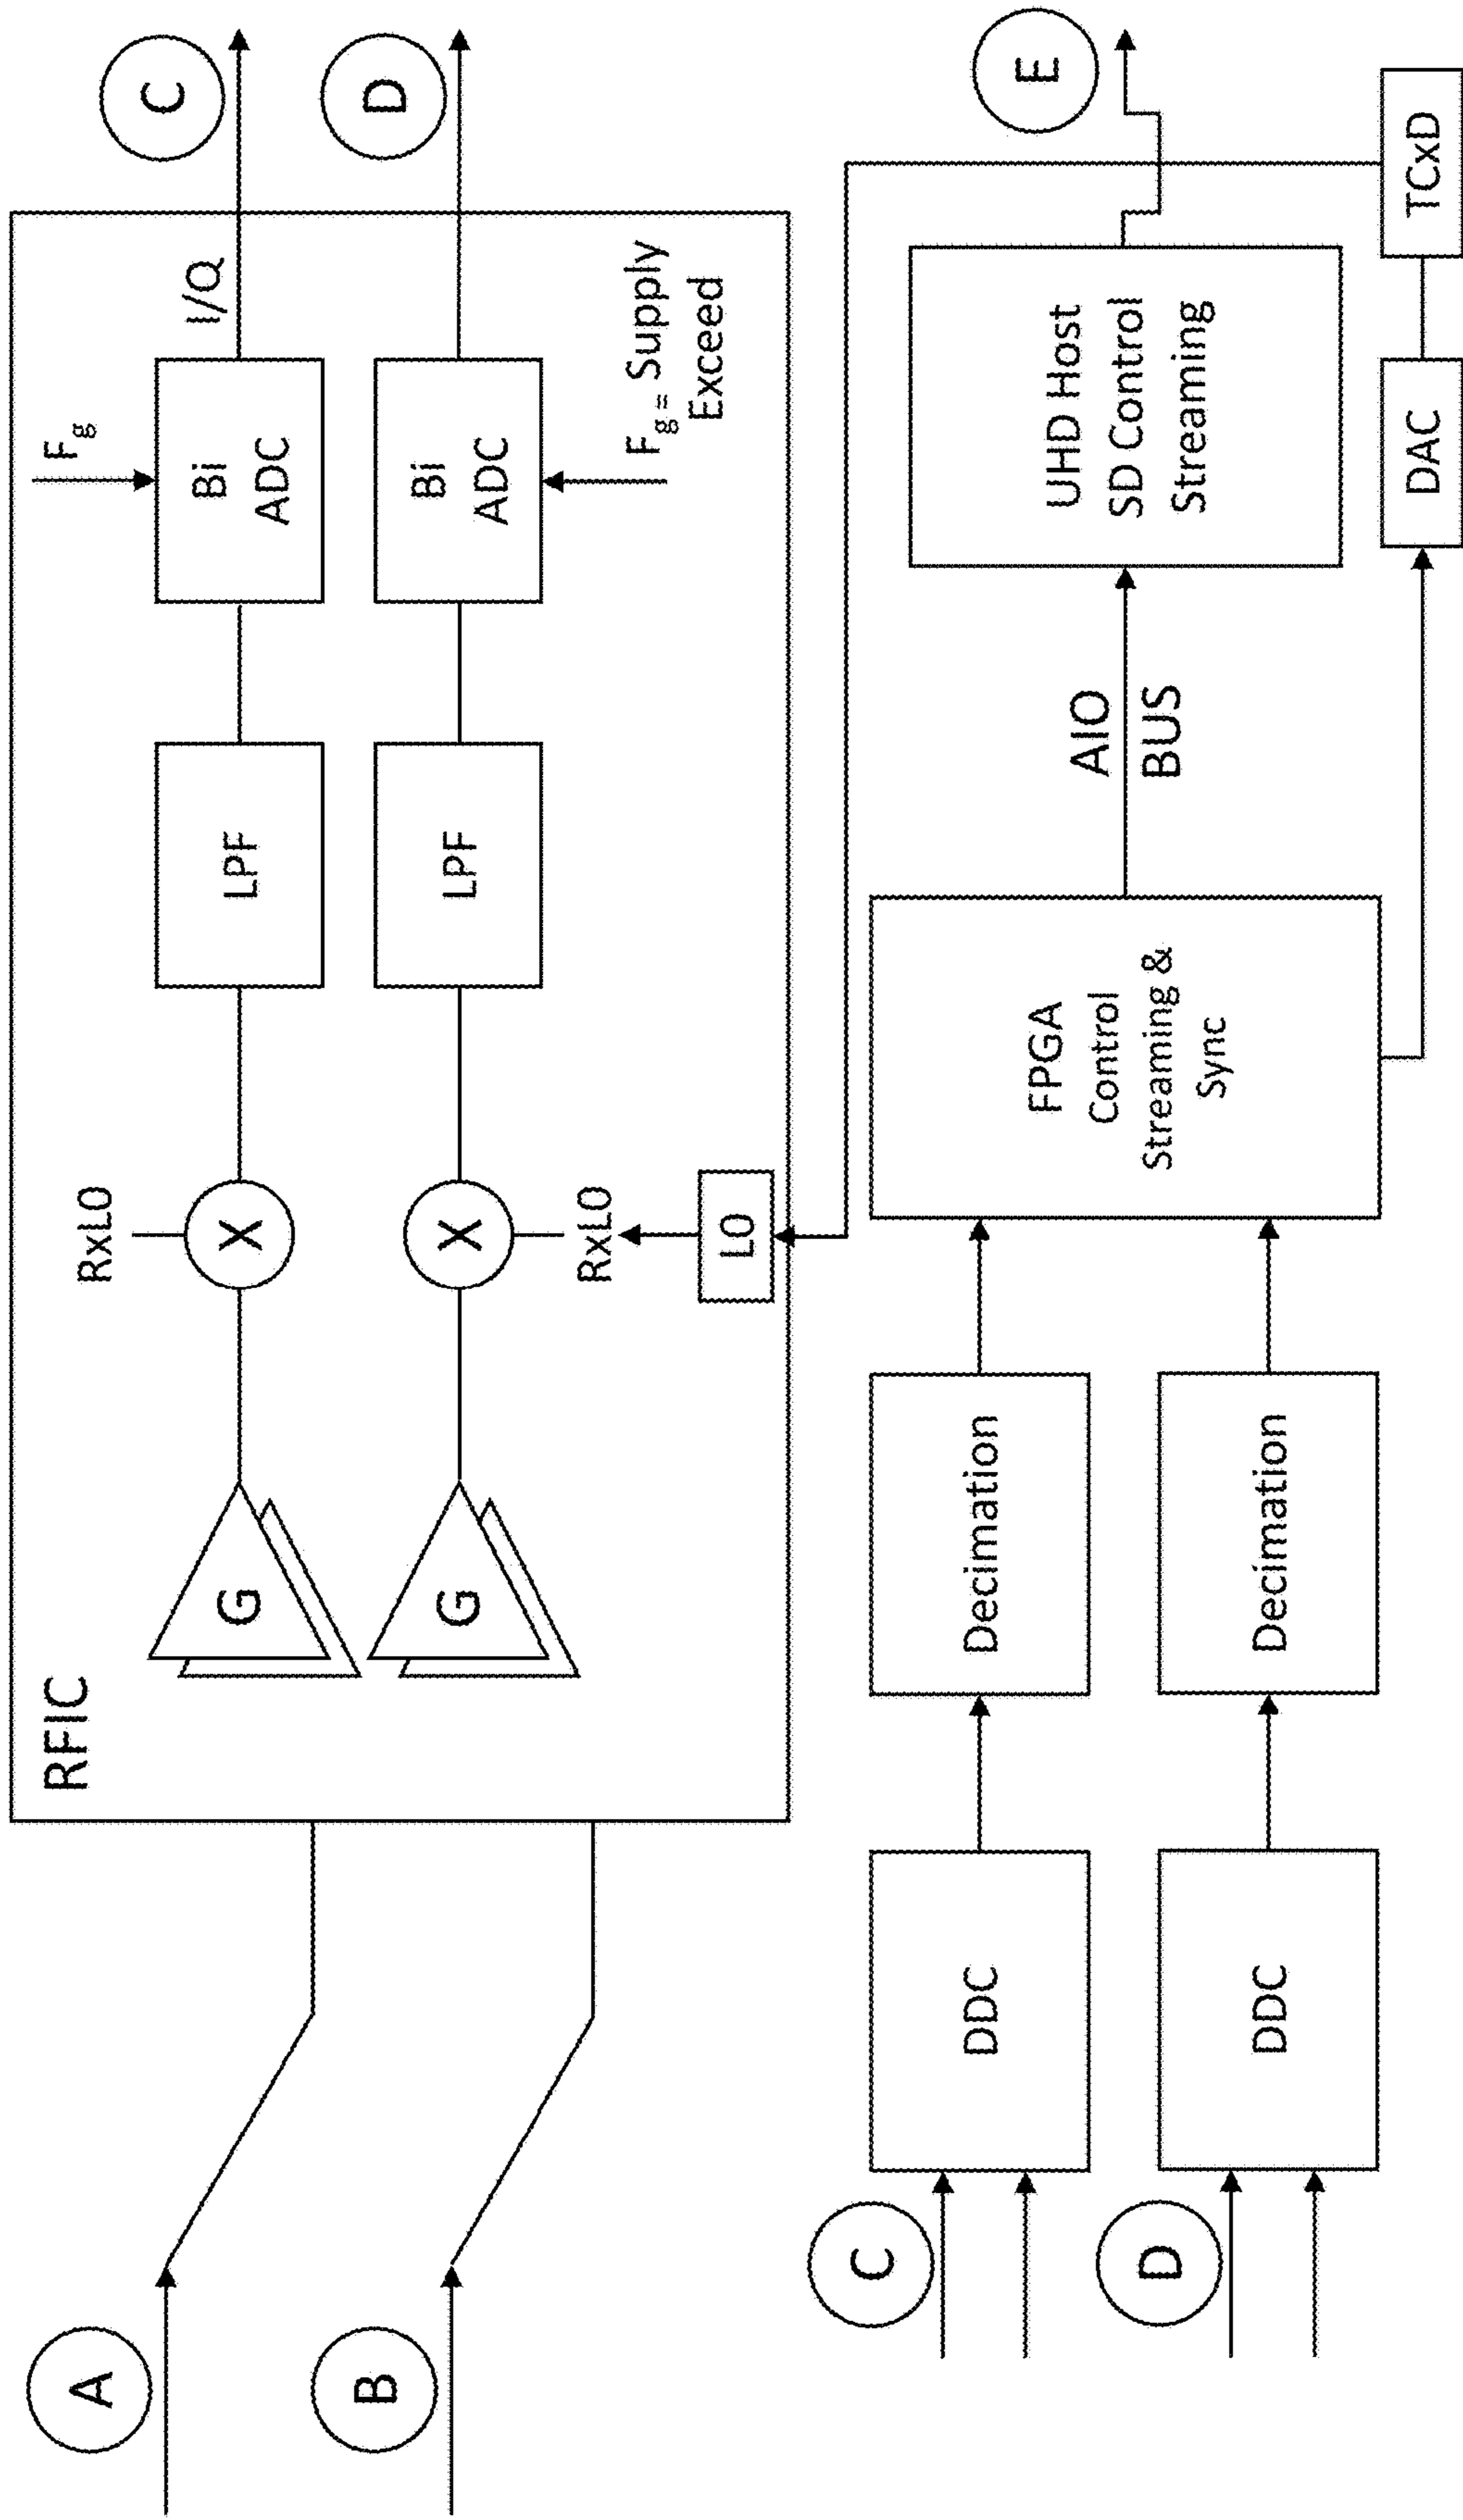 RFIC
A
B
G
G
RxLO
X
X
RxLO
LO
LPF
LPF
Fg
Bi
ADC
Bi
ADC
Fg = Supply
Exceed
I/Q
C
D
C
D
DDC
DDC
Decimation
Decimation
FPGA
Control
Streaming &
Sync
AIO
BUS
UHD Host
SD Control
Streaming
DAC
TCxD
E